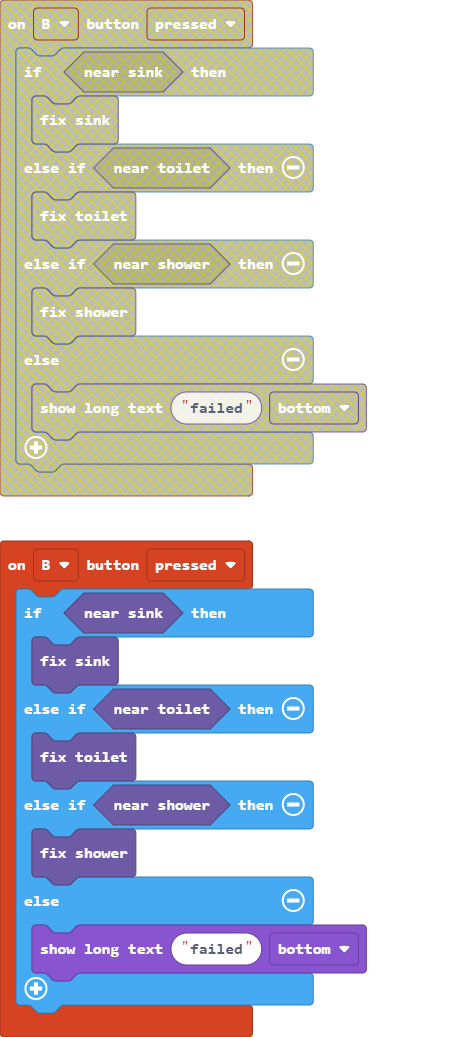 on B button pressed
if near sink then
fix sink
else if near toilet then
fix toilet
else if near shower then
fix shower
else
show long text "failed" bottom
on B button pressed
if near sink then
fix sink
else if near toilet then
fix toilet
else if near shower then
fix shower
else
show long text "failed" bottom